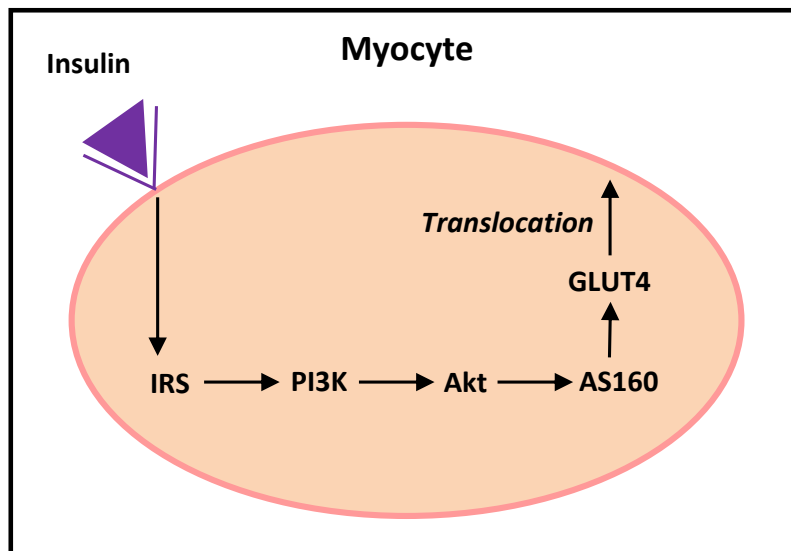 Myocyte
Insulin
Translocation
GLUT4
IRS PI3K Akt AS160